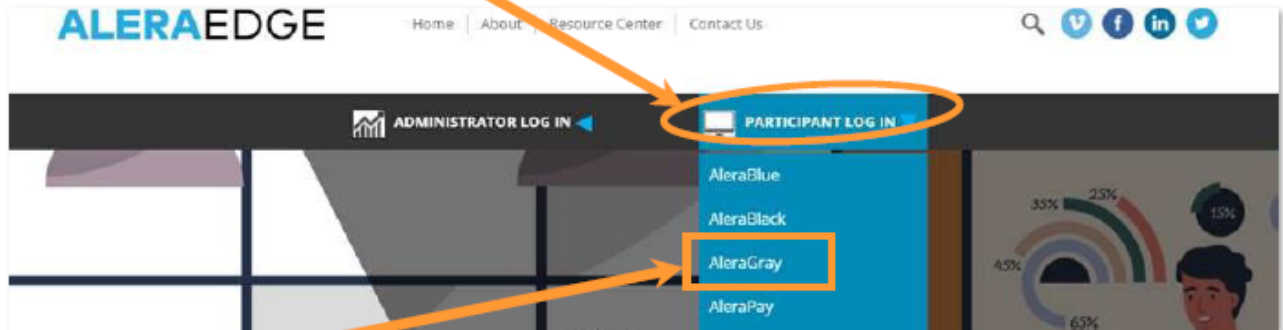 ALERAEDGE
Home | About | Resource Center | Contact Us
ADMINISTRATOR LOG IN
PARTICIPANT LOG IN
AleraBlue
AleraBlack
AleraGray
AleraPay
35%
25%
15%
45%
65%